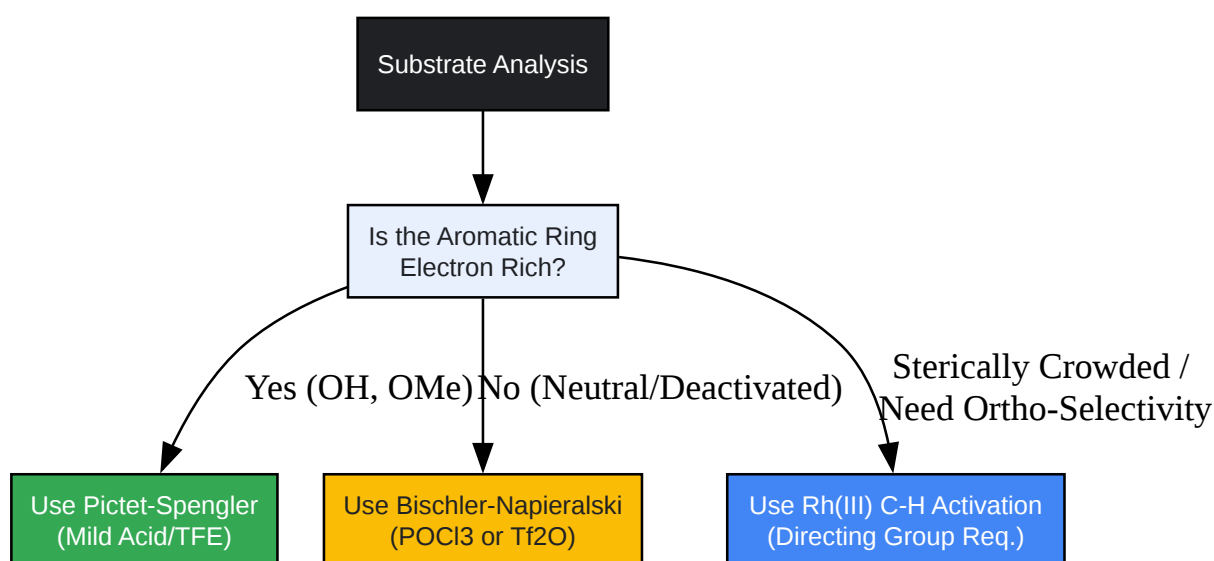 Substrate Analysis
Is the Aromatic Ring
Electron Rich?
Yes (OH, OMe)
No (Neutral/Deactivated)
Sterically Crowded /
Need Ortho-Selectivity
Use Pictet-Spengler
(Mild Acid/TFE)
Use Bischler-Napieralski
(POCl3 or Tf2O)
Use Rh(III) C-H Activation
(Directing Group Req.)